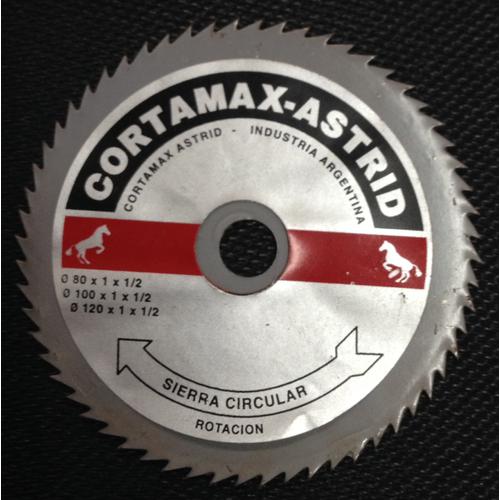 CORTAMAX-ASTRID
CORTAMAX ASTRID - INDUSTRIA ARGENTINA
Ø 80 x 1 x 1/2
Ø 100 x 1 x 1/2
Ø 120 x 1 x 1/2
SIERRA CIRCULAR
ROTACION